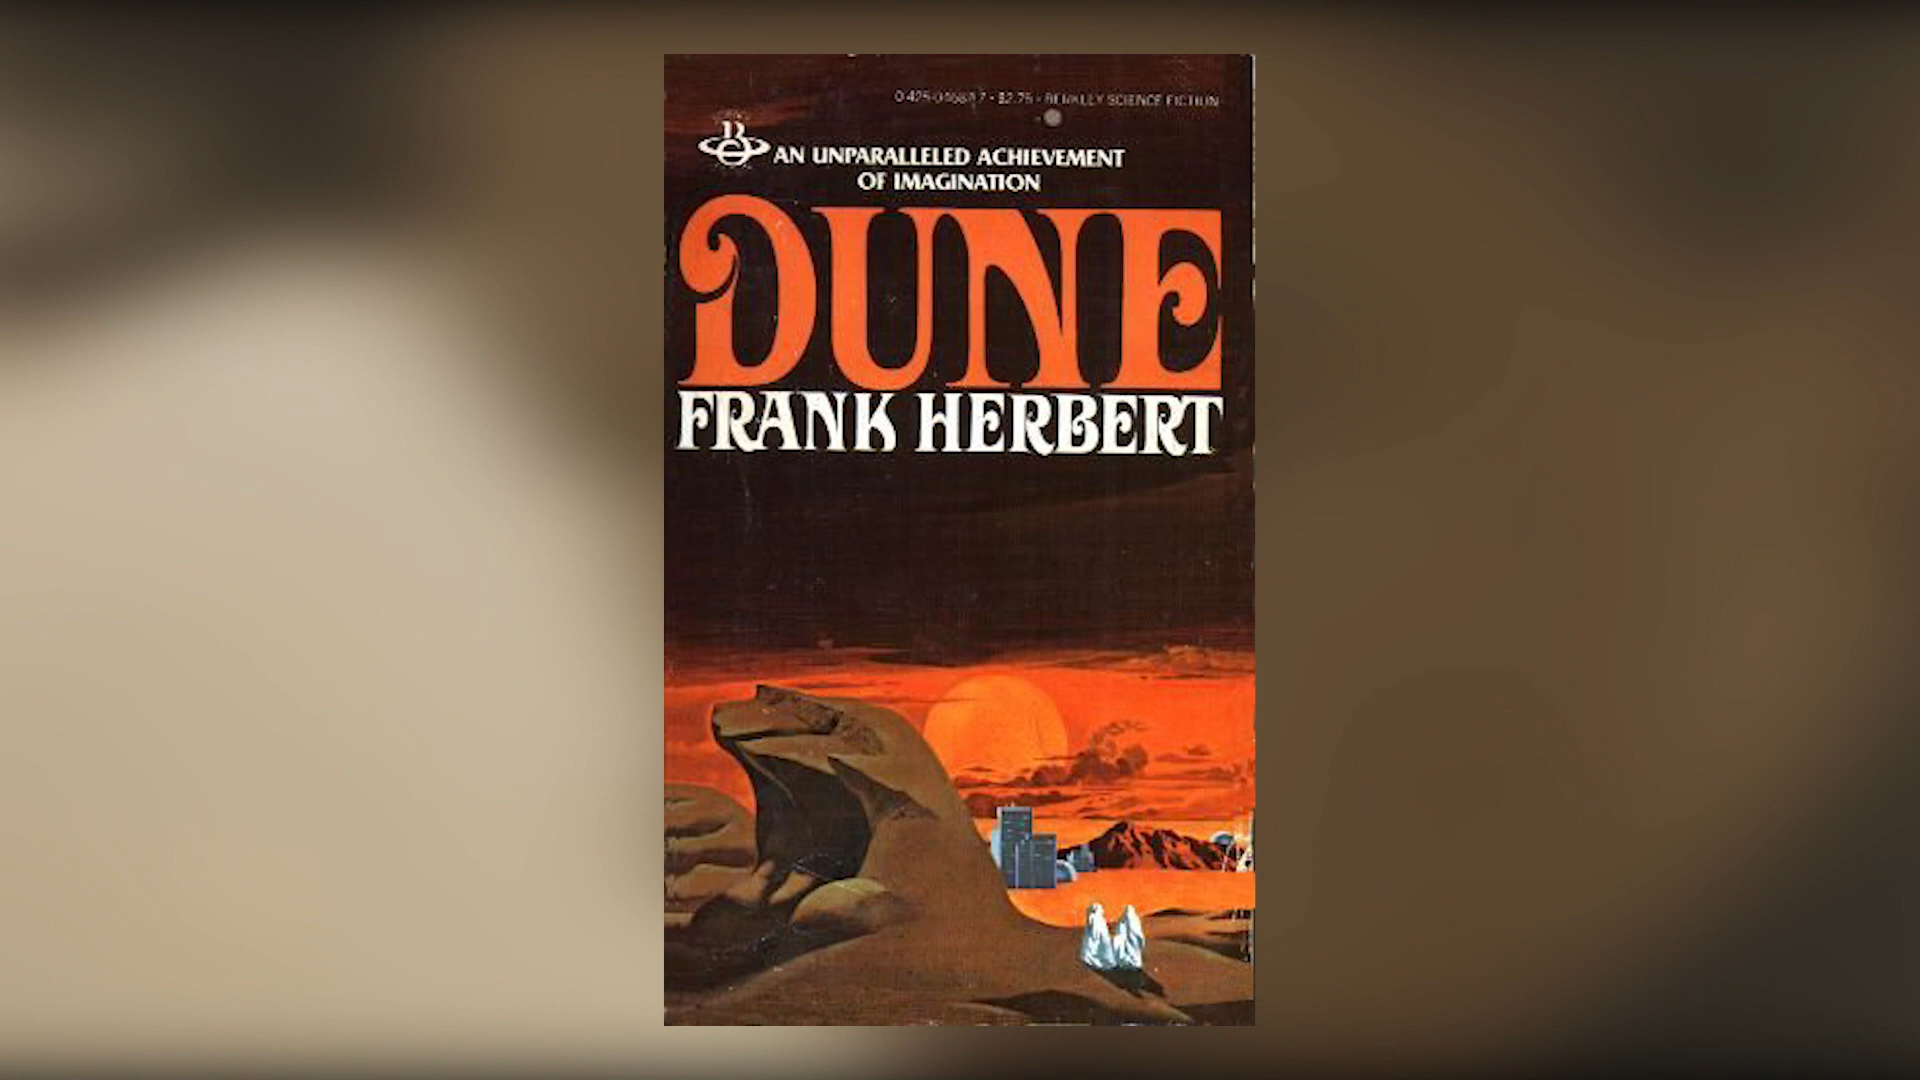 $2.75 • BERKLEY SCIENCE FICTION
AN UNPARALLELED ACHIEVEMENT
OF IMAGINATION
DUNE
FRANK HERBERT